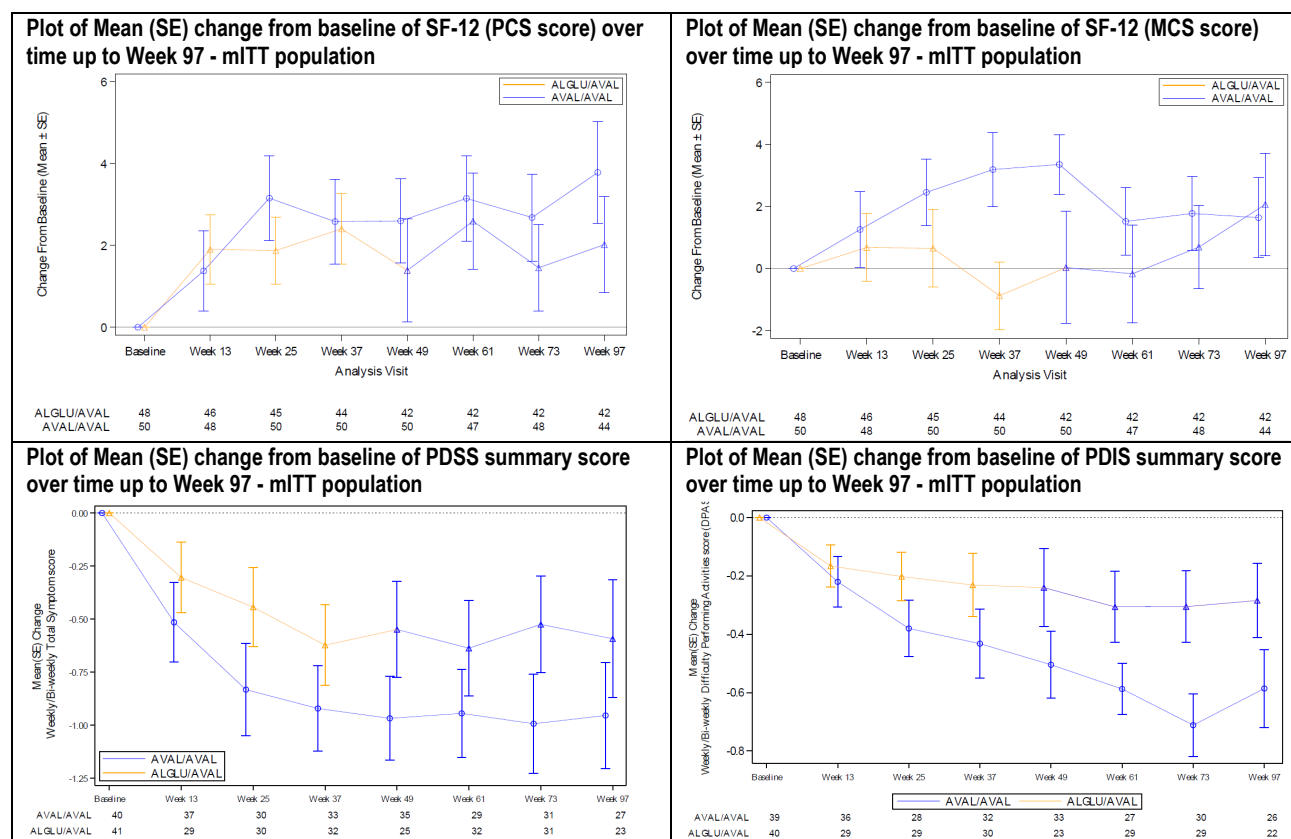 Plot of Mean (SE) change from baseline of SF-12 (PCS score) over
time up to Week 97 - mITT population
6
4
2
0
Change From Baseline (Mean ± SE)
ALGLU/AVAL
AVAL/AVAL
Baseline Week 13 Week 25 Week 37 Week 49 Week 61 Week 73 Week 97
Analysis Visit
ALGLU/AVAL 48 46 45 44 42 42 42 42
AVAL/AVAL 50 48 50 50 50 47 48 44
Plot of Mean (SE) change from baseline of SF-12 (MCS score)
over time up to Week 97 - mITT population
6
4
2
0
-2
Change From Baseline (Mean ± SE)
ALGLU/AVAL
AVAL/AVAL
Baseline Week 13 Week 25 Week 37 Week 49 Week 61 Week 73 Week 97
Analysis Visit
ALGLU/AVAL 48 46 45 44 42 42 42 42
AVAL/AVAL 50 48 50 50 50 47 48 44
Plot of Mean (SE) change from baseline of PDSS summary score
over time up to Week 97 - mITT population
0.00
-0.25
-0.50
-0.75
-1.00
-1.25
Mean(SE) Change
Weekly/Bi-weekly Total Symptom score
AVAL/AVAL
ALGLU/AVAL
Baseline Week 13 Week 25 Week 37 Week 49 Week 61 Week 73 Week 97
AVAL/AVAL 40 37 30 33 35 29 31 27
ALGLU/AVAL 41 29 30 32 25 32 31 23
Plot of Mean (SE) change from baseline of PDIS summary score
over time up to Week 97 - mITT population
0.0
-0.2
-0.4
-0.6
-0.8
Mean(SE) Change
Weekly/Bi-weekly Difficulty Performing Activities score (DPAS
Baseline Week 13 Week 25 Week 37 Week 49 Week 61 Week 73 Week 97
AVAL/AVAL ALGLU/AVAL
AVAL/AVAL 39 36 28 32 33 27 30 26
ALGLU/AVAL 40 29 29 30 23 29 29 22